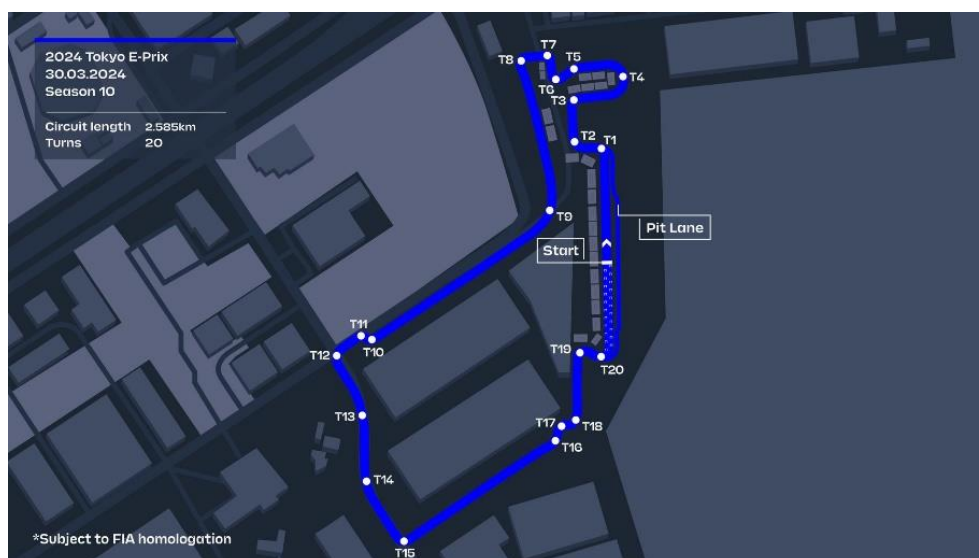 2024 Tokyo E-Prix
30.03.2024
Season 10
Circuit length 2.585km
Turns 20
T7
T8
T5
T6
T4
T3
T2
T1
T9
Pit Lane
Start
T11
T10
T12
T19
T20
T13
T17
T18
T16
T14
*Subject to FIA homologation
T15